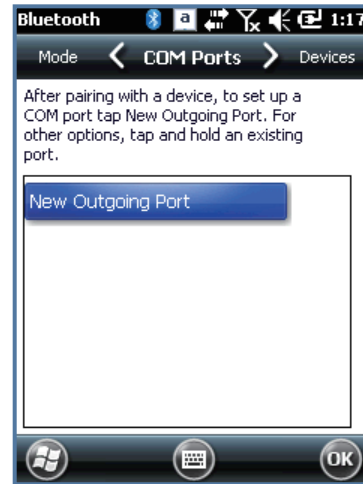 Bluetooth a 1:17
Mode COM Ports Devices
After pairing with a device, to set up a
COM port tap New Outgoing Port. For
other options, tap and hold an existing
port.
New Outgoing Port
OK